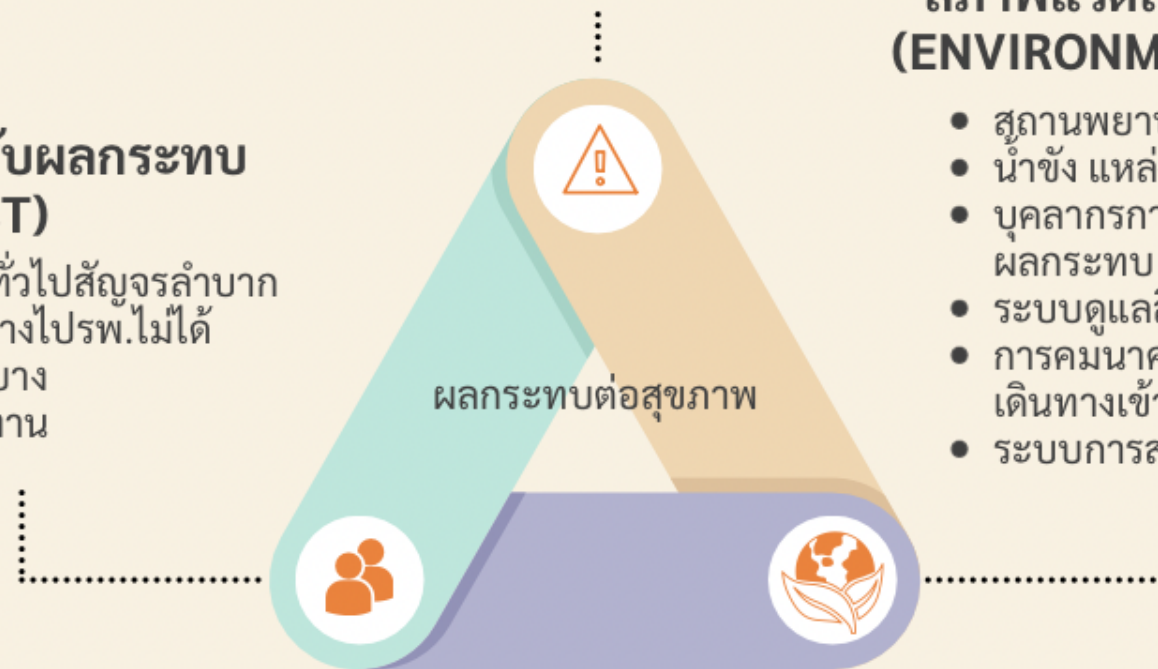 ับผลกระทบ
T)
ทั่วไปสัญจรลำบาก
างไปรพ.ไม่ได้
บาง
ผลกระทบต่อสุขภาพ
(ENVIRONM
สถานพยา
น้ำขัง แหล่
บุคลากรกา
ผลกระทบ
ระบบดูแล
การคมนาค
เดินทางเข้า
ระบบการส